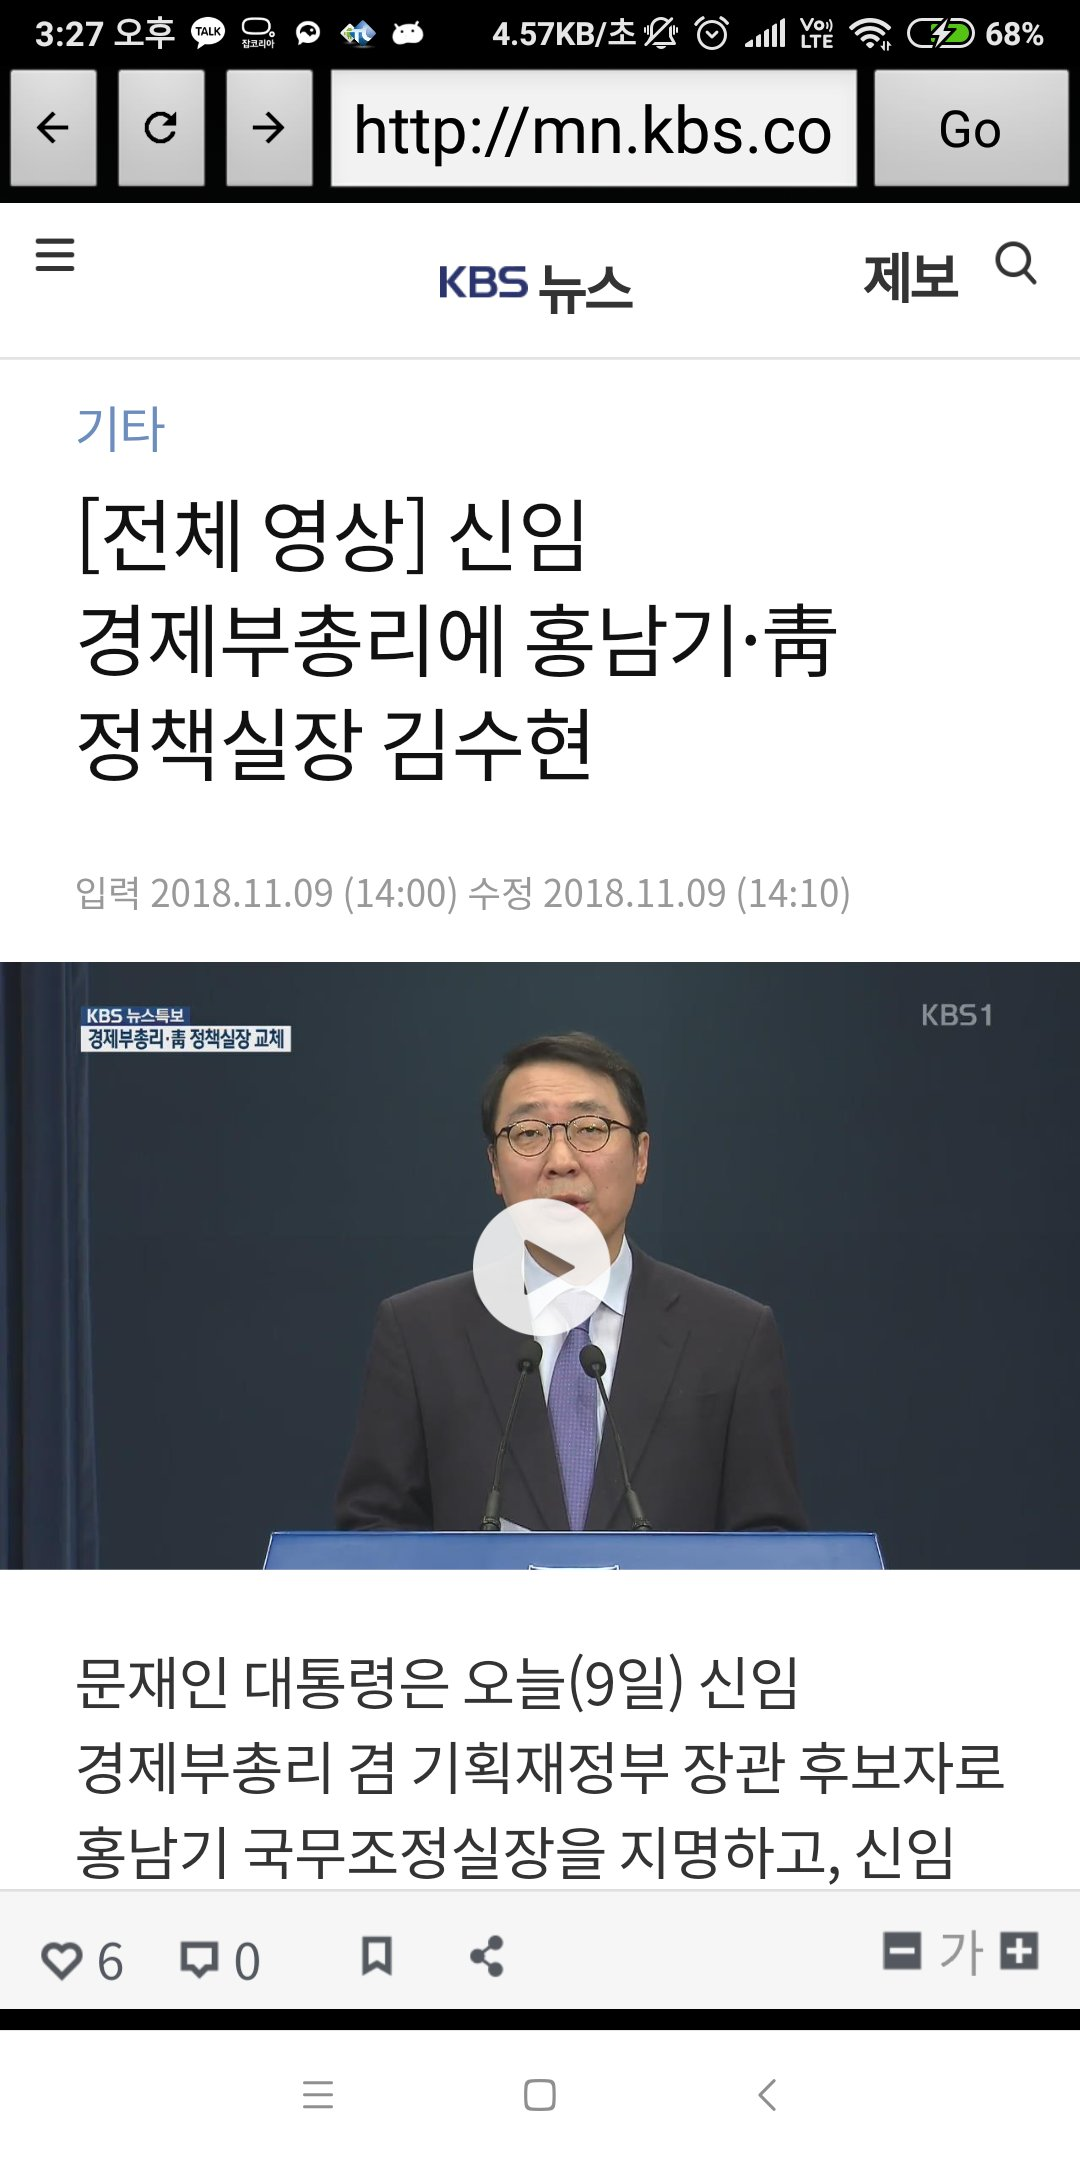 3:27 오후 TALK 잡코리아 4.57KB/초 VoD LTE 68%
http://mn.kbs.co Go
KBS 뉴스 제보
기타
[전체 영상] 신임
경제부총리에 홍남기·靑
정책실장 김수현
입력 2018.11.09 (14:00) 수정 2018.11.09 (14:10)
KBS 뉴스특보 KBS1
경제부총리·靑 정책실장 교체
문재인 대통령은 오늘(9일) 신임
경제부총리 겸 기획재정부 장관 후보자로
홍남기 국무조정실장을 지명하고, 신임
6 0 가